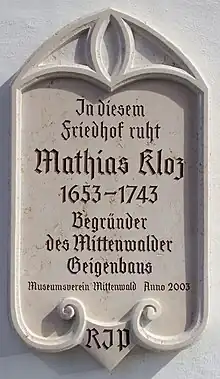 In diesem
Friedhof ruht
Mathias Kloz
1653-1743
Begründer
des Mittenwalder
Geigenbaus
Museumsverein Mittenwald Anno 2003
RIP